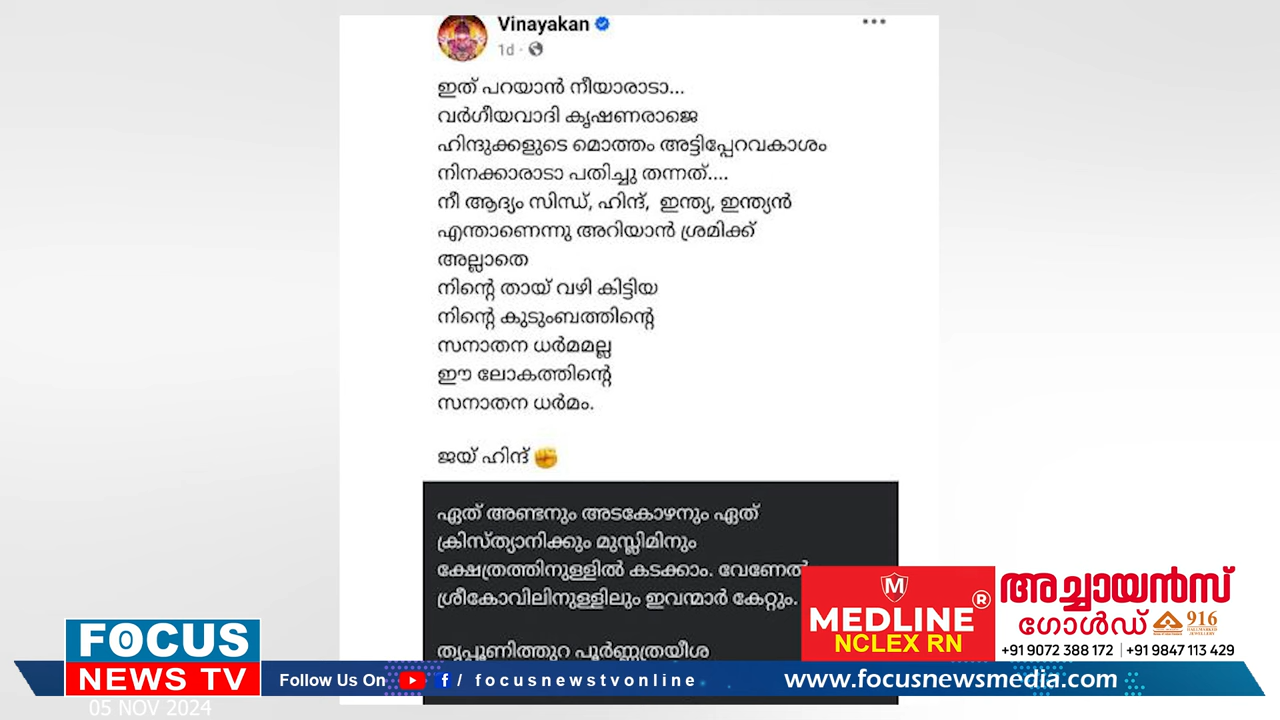 Vinayakan
1d ·
ഇത് പറയാൻ നീയാരാടാ...
വർഗീയവാദി കൃഷണരാജെ
ഹിന്ദുക്കളുടെ മൊത്തം അട്ടിപ്പേറവകാശം
നിനക്കാരാടാ പതിച്ചു തന്നത്....
നീ ആദ്യം സിന്ധ്, ഹിന്ദ്, ഇന്ത്യ, ഇന്ത്യൻ
എന്താണെന്നു അറിയാൻ ശ്രമിക്ക്
അല്ലാതെ
നിന്റെ തായ് വഴി കിട്ടിയ
നിന്റെ കുടുംബത്തിന്റെ
സനാതന ധർമമല്ല
ഈ ലോകത്തിന്റെ
സനാതന ധർമം.
ജയ് ഹിന്ദ് ✊
ഏത് അണ്ടനും അടകോഴനും ഏത്
ക്രിസ്ത്യാനിക്കും മുസ്ലിമിനും
ക്ഷേത്രത്തിനുള്ളിൽ കടക്കാം. വേണേൽ
ശ്രീകോവിലിനുള്ളിലും ഇവന്മാർ കേറ്റും.
തൃപ്പൂണിത്തുറ പൂർണ്ണത്രയീശ
M
MEDLINE ®
NCLEX RN
അച്ചായൻസ്
ഗോൾഡ് 916
+91 9072 388 172 | +91 9847 113 429
FOCUS
NEWS TV
Follow Us On f / focusnewstvonline
www.focusnewsmedia.com
05 NOV 2024